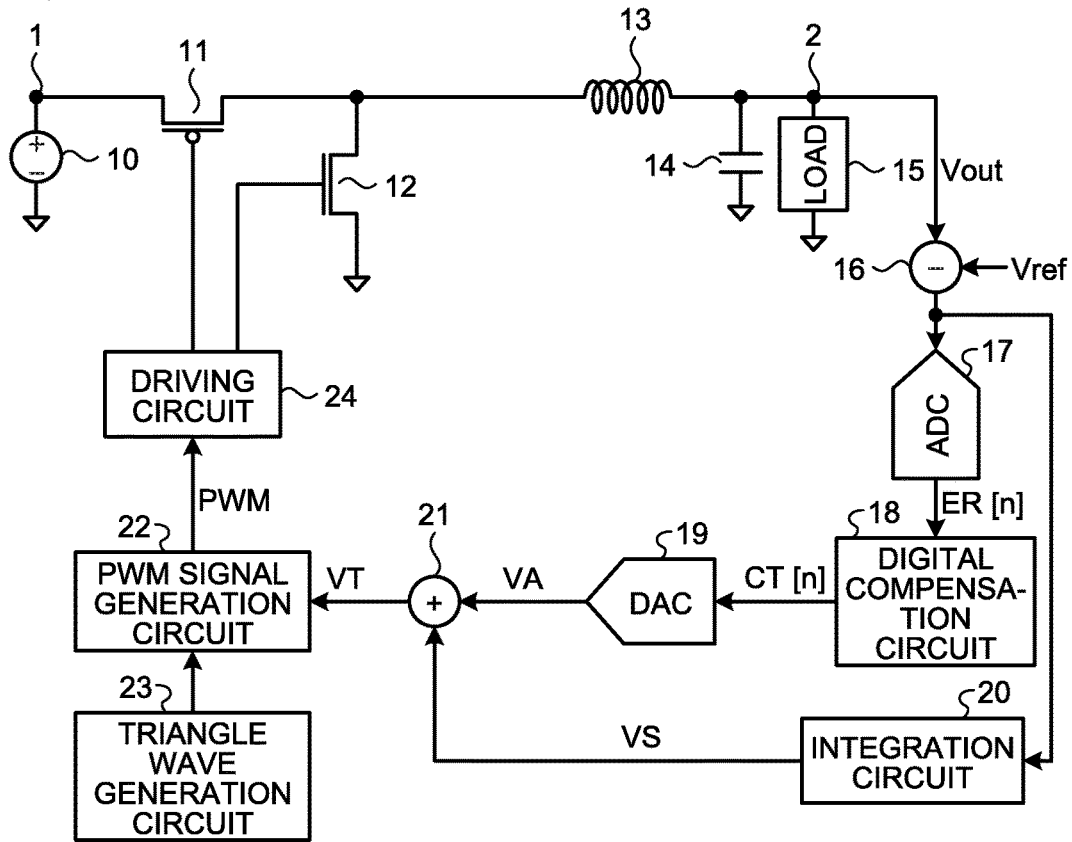 1
11
13
2
+
-
10
12
14
LOAD
15
Vout
16
-
Vref
17
ADC
DRIVING
CIRCUIT
24
PWM
ER [n]
22
21
19
18
PWM SIGNAL
GENERATION
CIRCUIT
VT
+
VA
DAC
CT [n]
DIGITAL
COMPENSA-
TION
CIRCUIT
23
20
TRIANGLE
WAVE
GENERATION
CIRCUIT
VS
INTEGRATION
CIRCUIT